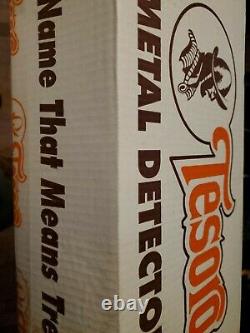 Tesoro
METAL DETECTO
Name That Means Tre